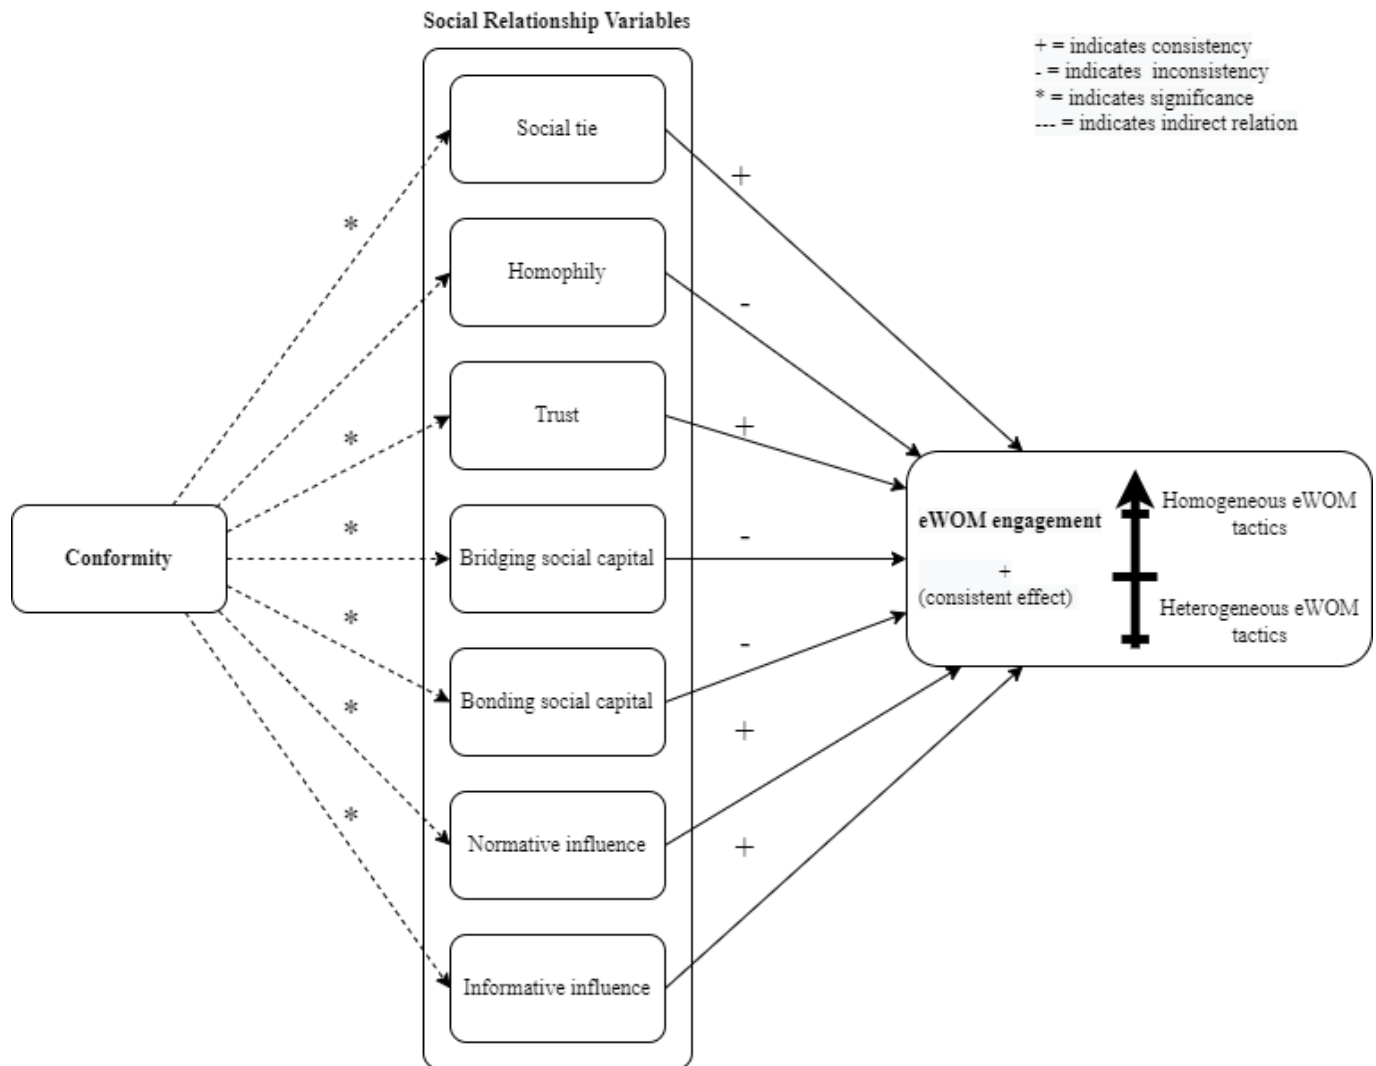 Social Relationship Variables
+ = indicates consistency
- = indicates inconsistency
* = indicates significance
--- = indicates indirect relation
Social tie
+
*
Homophily
-
Trust
+
*
Conformity
*
Bridging social capital
-
eWOM engagement
+
(consistent effect)
Homogeneous eWOM
tactics
Heterogeneous eWOM
tactics
*
Bonding social capital
-
*
Normative influence
+
*
Informative influence
+